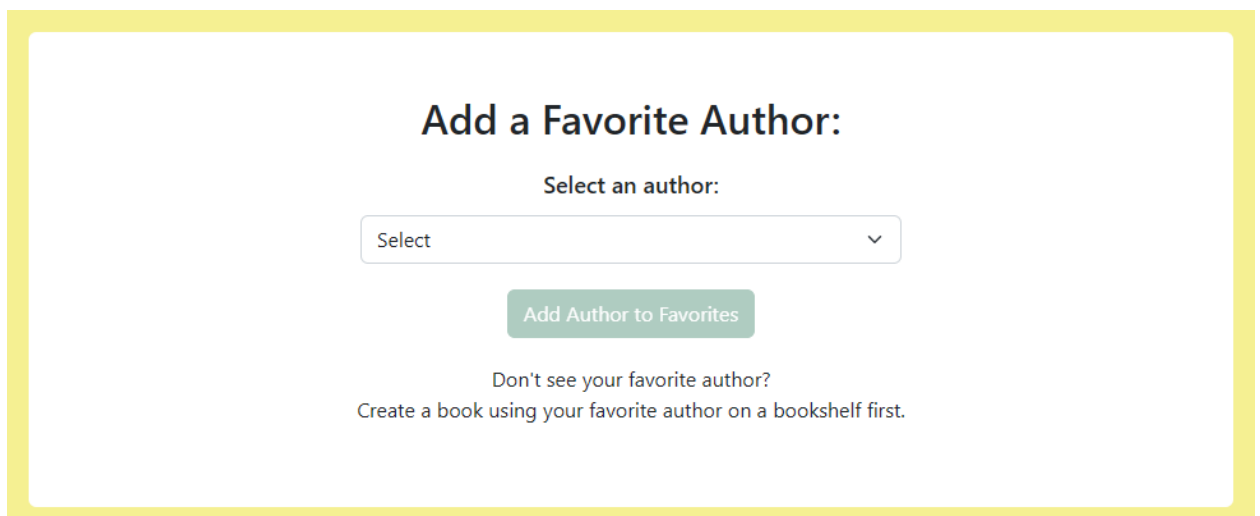 Add a Favorite Author:
Select an author:
Select
Add Author to Favorites
Don't see your favorite author?
Create a book using your favorite author on a bookshelf first.